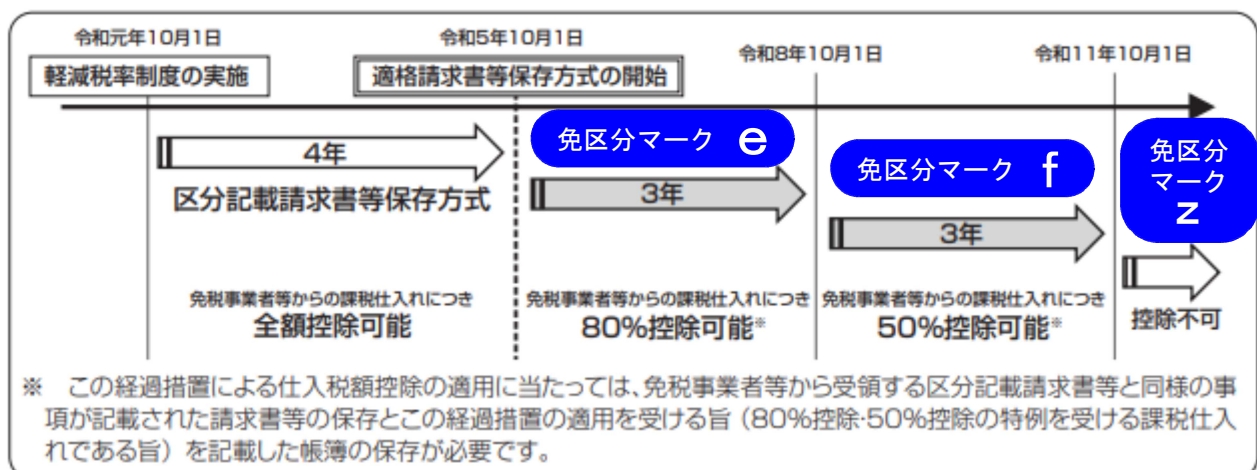 令和元年10月1日
令和5年10月1日
令和8年10月1日
令和11年10月1日
軽減税率制度の実施
適格請求書等保存方式の開始
免区分マーク e
免区分マーク f
免区分
マーク
z
4年
区分記載請求書等保存方式
3年
3年
免税事業者等からの課税仕入れにつき
全額控除可能
免税事業者等からの課税仕入れにつき
80%控除可能※
免税事業者等からの課税仕入れにつき
50%控除可能※
控除不可
※ この経過措置による仕入税額控除の適用に当たっては、免税事業者等から受領する区分記載請求書等と同様の事
項が記載された請求書等の保存とこの経過措置の適用を受ける旨（80%控除・50%控除の特例を受ける課税仕入
れである旨）を記載した帳簿の保存が必要です。